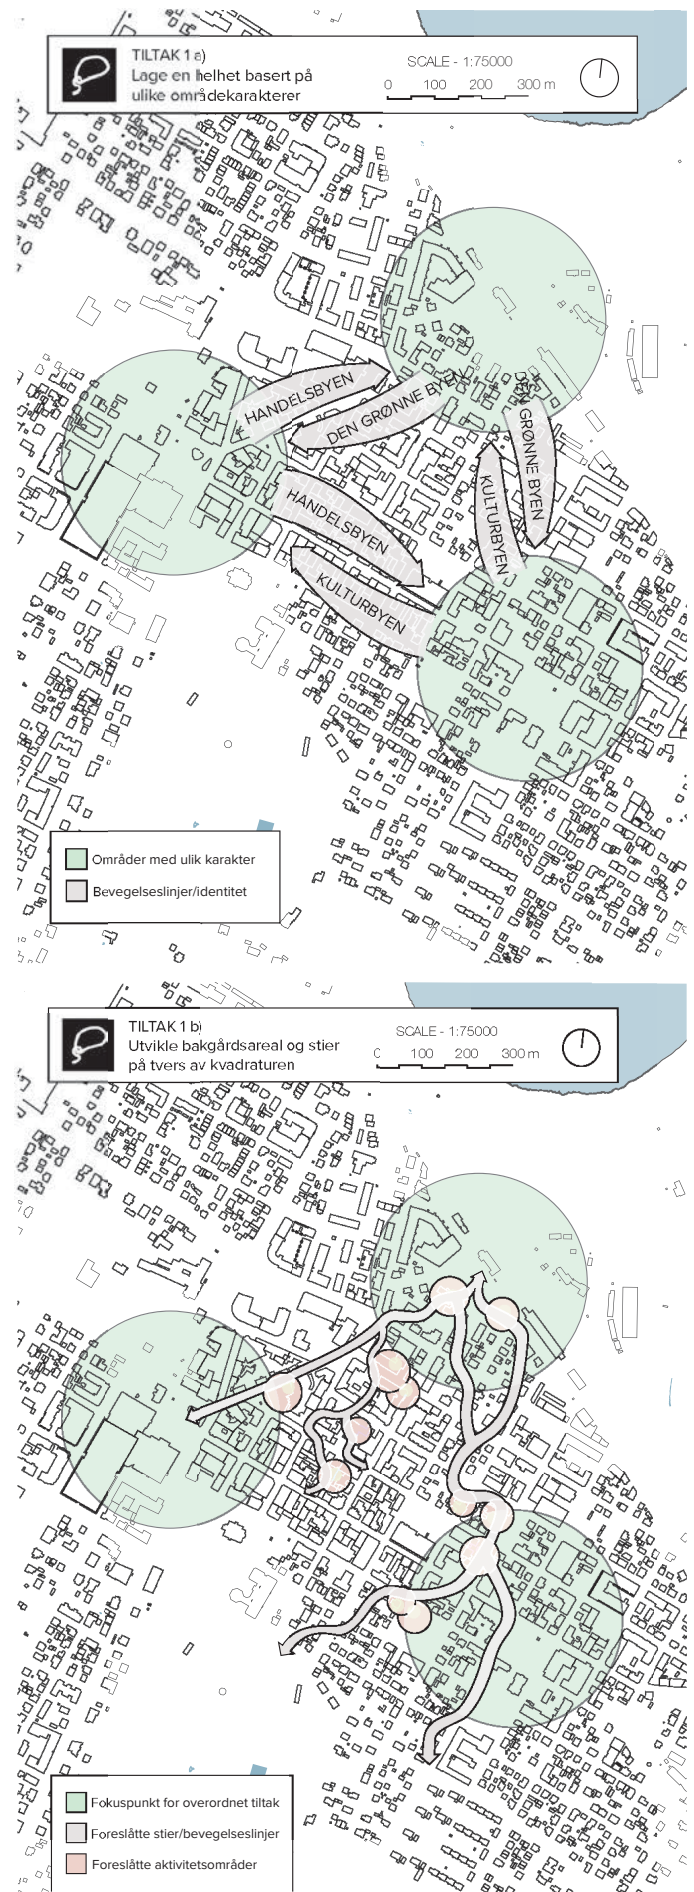 TILTAK 1 a)
Lage en helhet basert på
ulike områdekarakterer
SCALE - 1:75000
0 100 200 300 m
HANDELSBYEN
DEN GRØNNE BYEN
DEN GRØNNE BYEN
KULTURBYEN
HANDELSBYEN
KULTURBYEN
Områder med ulik karakter
Bevegelseslinjer/identitet
TILTAK 1 b)
Utvikle bakgårdsareal og stier
på tvers av kvadraturen
SCALE - 1:75000
0 100 200 300 m
Fokuspunkt for overordnet tiltak
Foreslåtte stier/bevegelseslinjer
Foreslåtte aktivitetsområder